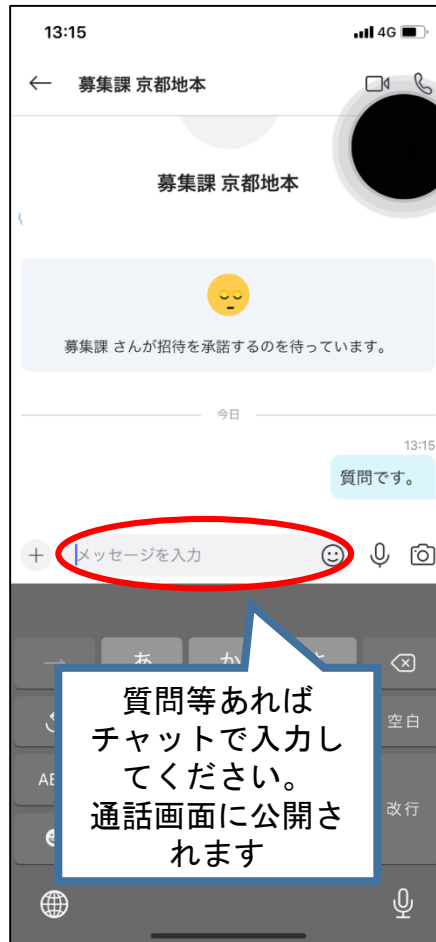 13:15
4G
募集課 京都地本
募集課 京都地本
募集課 さんが招待を承諾するのを待っています。
今日
13:15
質問です。
メッセージを入力
あ
か
空白
改行
質問等あれば
チャットで入力し
てください。
通話画面に公開さ
れます